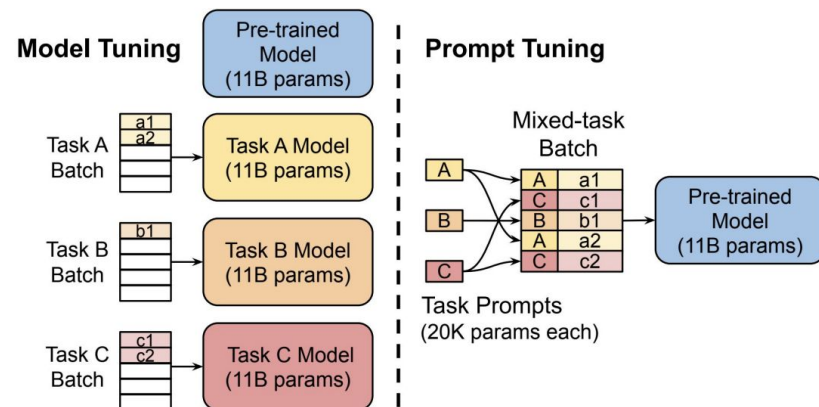 Model Tuning
Pre-trained
Model
(11B params)
a1
a2
Task A
Batch
Task A Model
(11B params)
b1
Task B
Batch
Task B Model
(11B params)
c1
c2
Task C
Batch
Task C Model
(11B params)
Prompt Tuning
Mixed-task
Batch
A
B
C
A a1
C c1
B b1
A a2
C c2
Task Prompts
(20K params each)
Pre-trained
Model
(11B params)